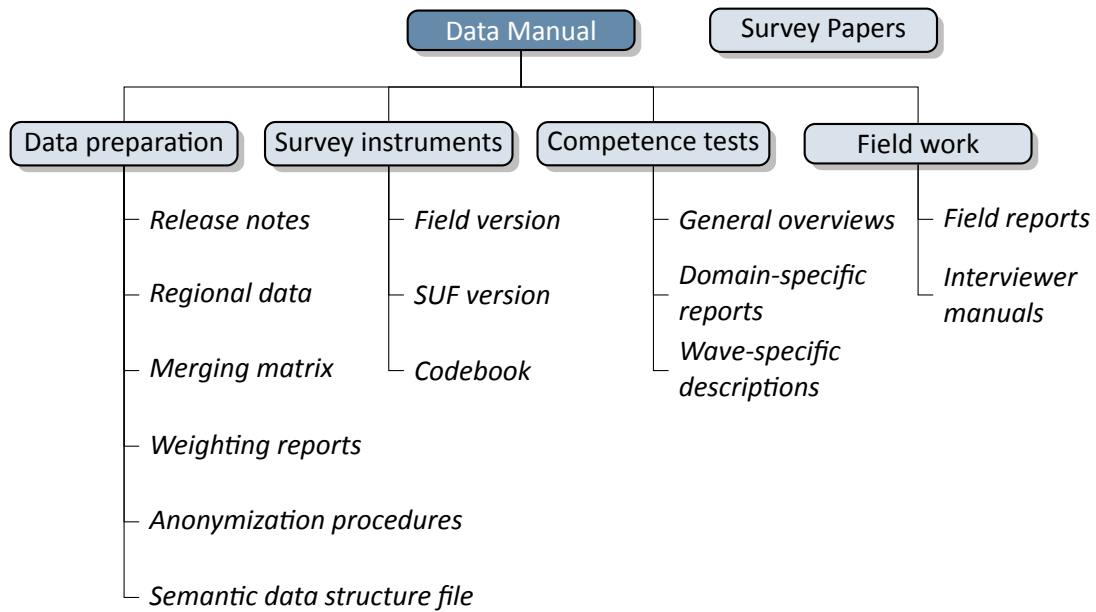 Data Manual
Survey Papers
Data preparation
Survey instruments
Competence tests
Field work
Release notes
Regional data
Merging matrix
Weighting reports
Anonymization procedures
Semantic data structure file
Field version
SUF version
Codebook
General overviews
Domain-specific
reports
Wave-specific
descriptions
Field reports
Interviewer
manuals